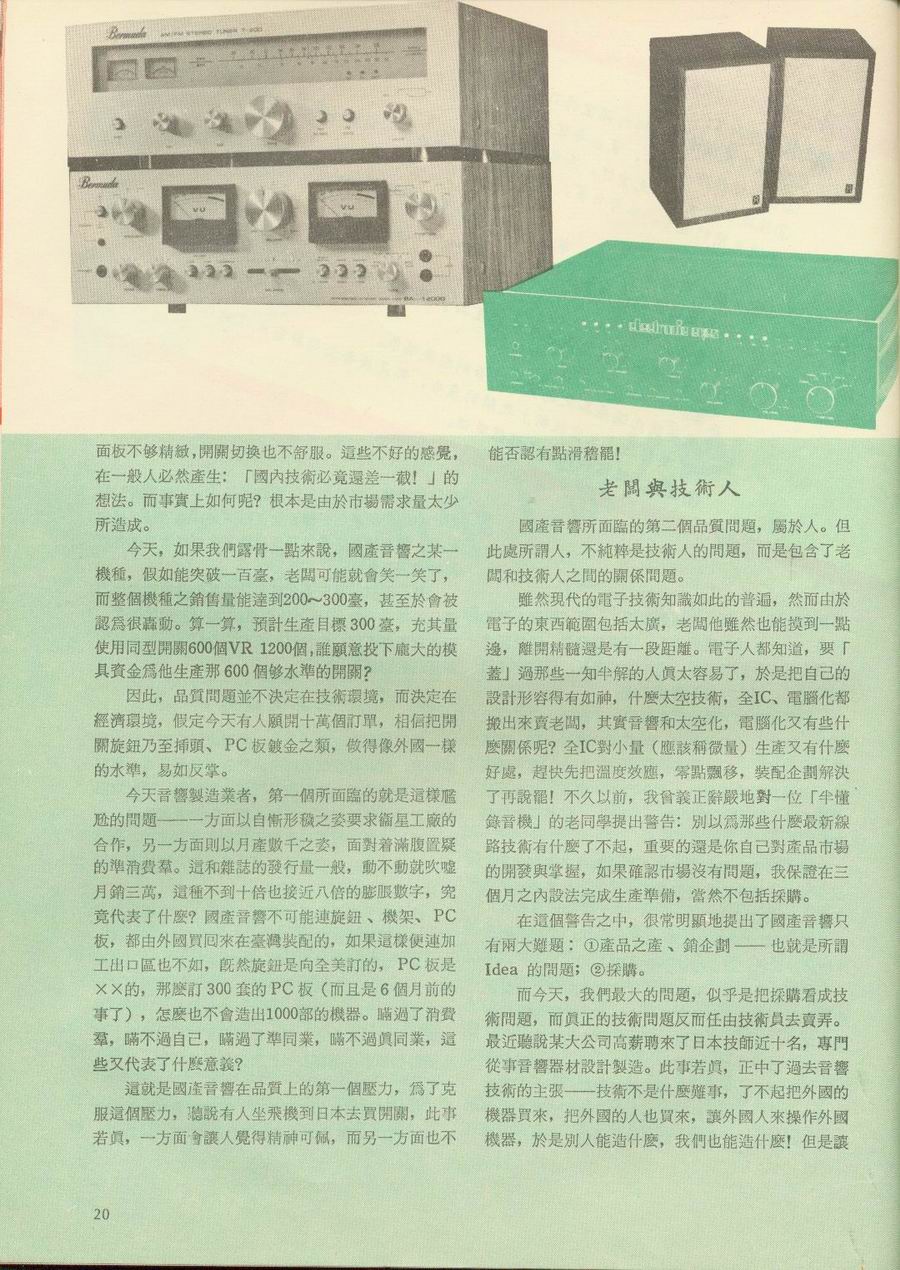 Bermuda AM/FM STEREO TUNER T-200
Bermuda
VU
VU
BA-12000
面板不够精緻，開關切換也不舒服。這些不好的感覺，
在一般人必然產生：「國內技術必竟還差一截！」的
想法。而事實上如何呢？根本是由於市場需求量太少
所造成。
今天，如果我們露骨一點來說，國產音響之某一
機種，假如能突破一百臺，老闆可能就會笑一笑了，
而整個機種之銷售量能達到200～300臺，甚至於會被
認爲很轟動。算一算，預計生產目標 300 臺，充其量
使用同型開關600個VR 1200個，誰願意投下龐大的模
具資金爲他生產那 600 個够水準的開關？
因此，品質問題並不決定在技術環境，而決定在
經濟環境，假定今天有人願開十萬個訂單，相信把開
關旋鈕乃至揷頭、 PC 板鍍金之類，做得像外國一樣
的水準，易如反掌。
今天音響製造業者，第一個所面臨的就是這樣尶
尬的問題——一方面以自慚形穢之姿要求衞星工廠的
合作，另一方面則以月產數千之姿，面對着滿腹置疑
的準消費羣。這和雜誌的發行量一般，動不動就吹噓
月銷三萬，這種不到十倍也接近八倍的膨脹數字，究
竟代表了什麽？國產音響不可能連旋鈕、機架、 PC
板，都由外國買囘來在臺灣裝配的，如果這樣便連加
工出口區也不如，旣然旋鈕是向全美訂的， PC 板是
××的，那麽訂 300 套的 PC 板（而且是 6 個月前的
事了），怎麽也不會造出1000部的機器。瞞過了消費
羣，瞞不過自己，瞞過了準同業，瞞不過眞同業，這
些又代表了什麽意義？
這就是國產音響在品質上的第一個壓力，爲了克
服這個壓力，聽說有人坐飛機到日本去買開關，此事
若眞，一方面會讓人覺得精神可佩，而另一方面也不
能否認有點滑稽罷！
老闆與技術人
國產音響所面臨的第二個品質問題，屬於人。但
此處所謂人，不純粹是技術人的問題，而是包含了老
闆和技術人之間的關係問題。
雖然現代的電子技術知識如此的普遍，然而由於
電子的東西範圍包括太廣，老闆他雖然也能摸到一點
邊，離開精髓還是有一段距離。電子人都知道，要「
蓋」過那些一知半解的人眞太容易了，於是把自己的
設計形容得有如神，什麽太空技術，全IC、電腦化都
搬出來賣老闆，其實音響和太空化，電腦化又有些什
麽關係呢？全IC對小量（應該稱微量）生產又有什麽
好處，趕快先把溫度效應，零點飄移，裝配企劃解決
了再說罷！不久以前，我曾義正辭嚴地對一位「半懂
錄音機」的老同學提出警告：別以爲那些什麽最新線
路技術有什麽了不起，重要的還是你自己對產品市場
的開發與掌握，如果確認市場沒有問題，我保證在三
個月之內設法完成生產準備，當然不包括採購。
在這個警告之中，很常明顯地提出了國產音響只
有兩大難題：①產品之產、銷企劃 —— 也就是所謂
Idea 的問題；②採購。
而今天，我們最大的問題，似乎是把採購看成技
術問題，而眞正的技術問題反而任由技術員去賣弄。
最近聽說某大公司高薪聘來了日本技師近十名，專門
從事音響器材設計製造。此事若眞，正中了過去音響
技術的主張——技術不是什麽難事，了不起把外國的
機器買來，把外國的人也買來，讓外國人來操作外國
機器，於是別人能造什麽，我們也能造什麽！但是讓
20